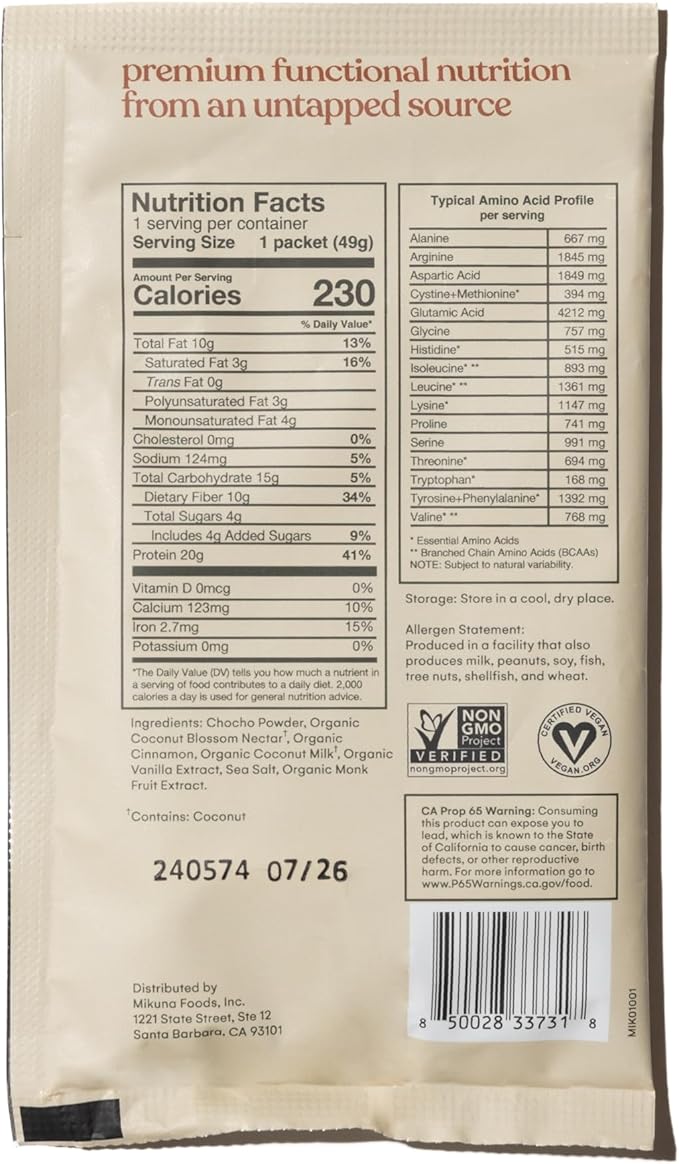 premium functional nutrition
from an untapped source
Nutrition Facts
1 serving per container
Serving Size 1 packet (49g)
Amount Per Serving
Calories 230
% Daily Value*
Total Fat 10g 13%
Saturated Fat 3g 16%
Trans Fat 0g
Polyunsaturated Fat 3g
Monounsaturated Fat 4g
Cholesterol 0mg 0%
Sodium 124mg 5%
Total Carbohydrate 15g 5%
Dietary Fiber 10g 34%
Total Sugars 4g
Includes 4g Added Sugars 9%
Protein 20g 41%
Vitamin D 0mcg 0%
Calcium 123mg 10%
Iron 2.7mg 15%
Potassium 0mg 0%
*The Daily Value (DV) tells you how much a nutrient in
a serving of food contributes to a daily diet. 2,000
calories a day is used for general nutrition advice.
Ingredients: Chocho Powder, Organic
Coconut Blossom Nectar†, Organic
Cinnamon, Organic Coconut Milk†, Organic
Vanilla Extract, Sea Salt, Organic Monk
Fruit Extract.
†Contains: Coconut
240574 07/26
Distributed by
Mikuna Foods, Inc.
1221 State Street, Ste 12
Santa Barbara, CA 93101
Typical Amino Acid Profile
per serving
Alanine 667 mg
Arginine 1845 mg
Aspartic Acid 1849 mg
Cystine+Methionine* 394 mg
Glutamic Acid 4212 mg
Glycine 757 mg
Histidine* 515 mg
Isoleucine* ** 893 mg
Leucine* ** 1361 mg
Lysine* 1147 mg
Proline 741 mg
Serine 991 mg
Threonine* 694 mg
Tryptophan* 168 mg
Tyrosine+Phenylalanine* 1392 mg
Valine* ** 768 mg
* Essential Amino Acids
** Branched Chain Amino Acids (BCAAs)
NOTE: Subject to natural variability.
Storage: Store in a cool, dry place.
Allergen Statement:
Produced in a facility that also
produces milk, peanuts, soy, fish,
tree nuts, shellfish, and wheat.
NON
GMO
Project
VERIFIED
nongmoproject.org
CERTIFIED VEGAN
VEGAN.ORG
CA Prop 65 Warning: Consuming
this product can expose you to
lead, which is known to the State
of California to cause cancer, birth
defects, or other reproductive
harm. For more information go to
www.P65Warnings.ca.gov/food.
8 50028 33731 8
MIK01001